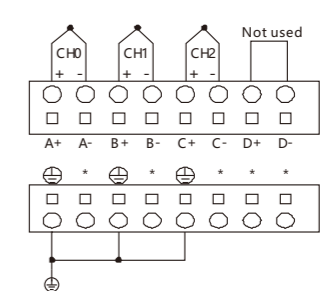 Not used
CH0 CH1 CH2
+ - + - + -
A+ A- B+ B- C+ C- D+ D-
* * * * *